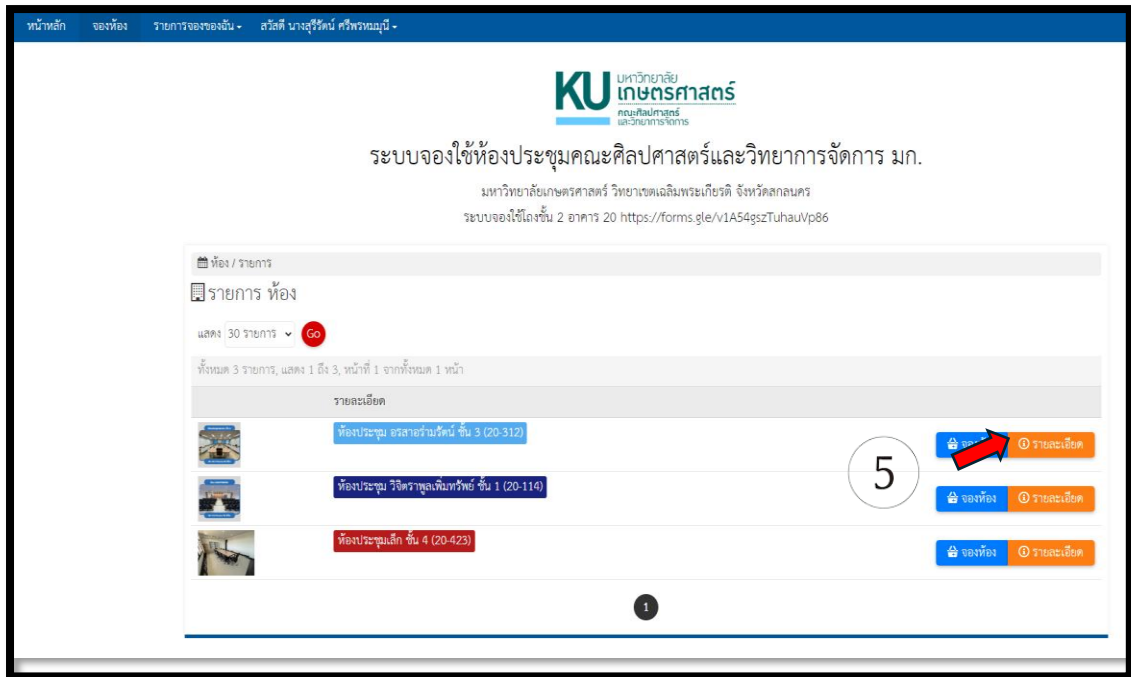 หน้าหลัก จองห้อง รายการจองของฉัน สวัสดี นางสุรีรัตน์ ศรีพรหมมุนี
KU มหาวิทยาลัย
เกษตรศาสตร์
คณะศิลปศาสตร์
และวิทยาการจัดการ
ระบบจองใช้ห้องประชุมคณะศิลปศาสตร์และวิทยาการจัดการ มก.
มหาวิทยาลัยเกษตรศาสตร์ วิทยาเขตเฉลิมพระเกียรติ จังหวัดสกลนคร
ระบบจองใช้โถงชั้น 2 อาคาร 20 https://forms.gle/v1A54gszTuhauVp86
ห้อง / รายการ
รายการ ห้อง
แสดง 30 รายการ Go
ทั้งหมด 3 รายการ, แสดง 1 ถึง 3, หน้าที่ 1 จากทั้งหมด 1 หน้า
รายละเอียด
ห้องประชุม อรสาอร่ามรัตน์ ชั้น 3 (20-312)
รายละเอียด
5
ห้องประชุม วิจิตราพูลเพิ่มทรัพย์ ชั้น 1 (20-114)
จองห้อง รายละเอียด
ห้องประชุมเล็ก ชั้น 4 (20-423)
จองห้อง รายละเอียด
1